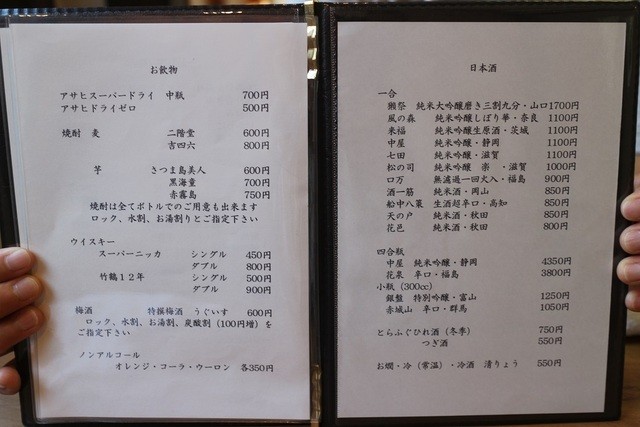 お飲物
アサヒスーパードライ 中瓶 700円
アサヒドライゼロ 500円
焼酎 麦 二階堂 600円
吉四六 800円
芋 さつま島美人 600円
黒海童 700円
赤霧島 750円
焼酎は全てボトルでのご用意も出来ます
ロック、水割、お湯割りとご指定下さい
ウイスキー
スーパーニッカ シングル 450円
ダブル 800円
竹鶴12年 シングル 500円
ダブル 900円
梅酒 特撰梅酒 うぐいす 600円
ロック、水割、お湯割、炭酸割(100円増)を
ご指定下さい
ノンアルコール
オレンジ・コーラ・ウーロン 各350円
日本酒
一合
獺祭 純米大吟醸磨き三割九分・山口1700円
風の森 純米吟醸しぼり華・奈良 1100円
来福 純米吟醸生原酒・茨城 1100円
中屋 純米吟醸・静岡 1100円
七田 純米吟醸・滋賀 1100円
松の司 純米吟醸 楽 ・滋賀 1000円
ロ万 無濾過一回火入・福島 900円
酒一筋 純米酒・岡山 850円
船中八策 生酒超辛口・高知 850円
天の戸 純米酒・秋田 850円
花邑 純米酒・秋田 800円
四合瓶
中屋 純米吟醸・静岡 4350円
花泉 辛口・福島 3800円
小瓶(300cc)
銀盤 特別吟醸・富山 1250円
赤城山 辛口・群馬 1050円
とらふぐひれ酒(冬季) 750円
つぎ酒 550円
お燗・冷(常温)・冷酒 清りょう 550円